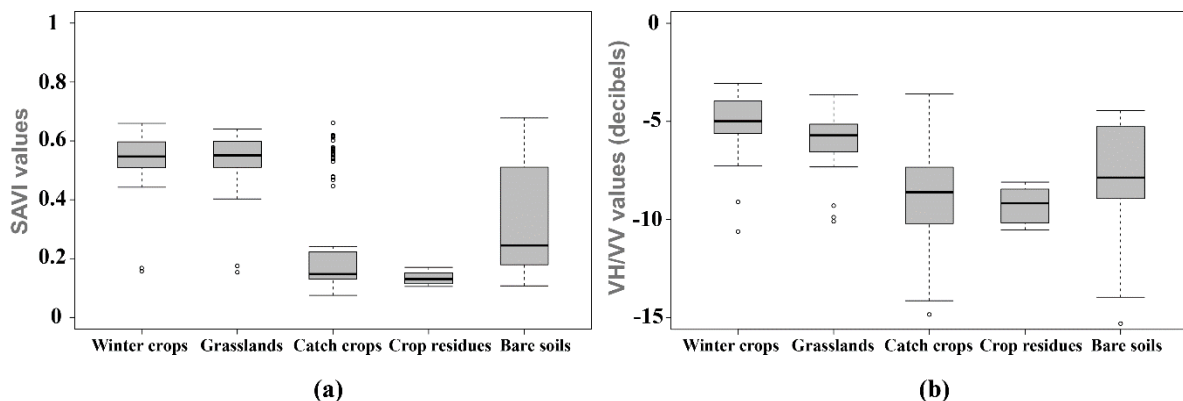 1
0.8
0.6
0.4
0.2
0
SAVI values
Winter crops Grasslands Catch crops Crop residues Bare soils
(a)
0
-5
-10
-15
VH/VV values (decibels)
Winter crops Grasslands Catch crops Crop residues Bare soils
(b)